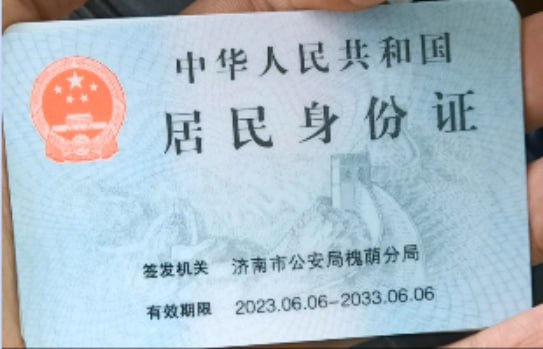 中华人民共和国
居民身份证
签发机关 济南市公安局槐荫分局
有效期限 2023.06.06-2033.06.06